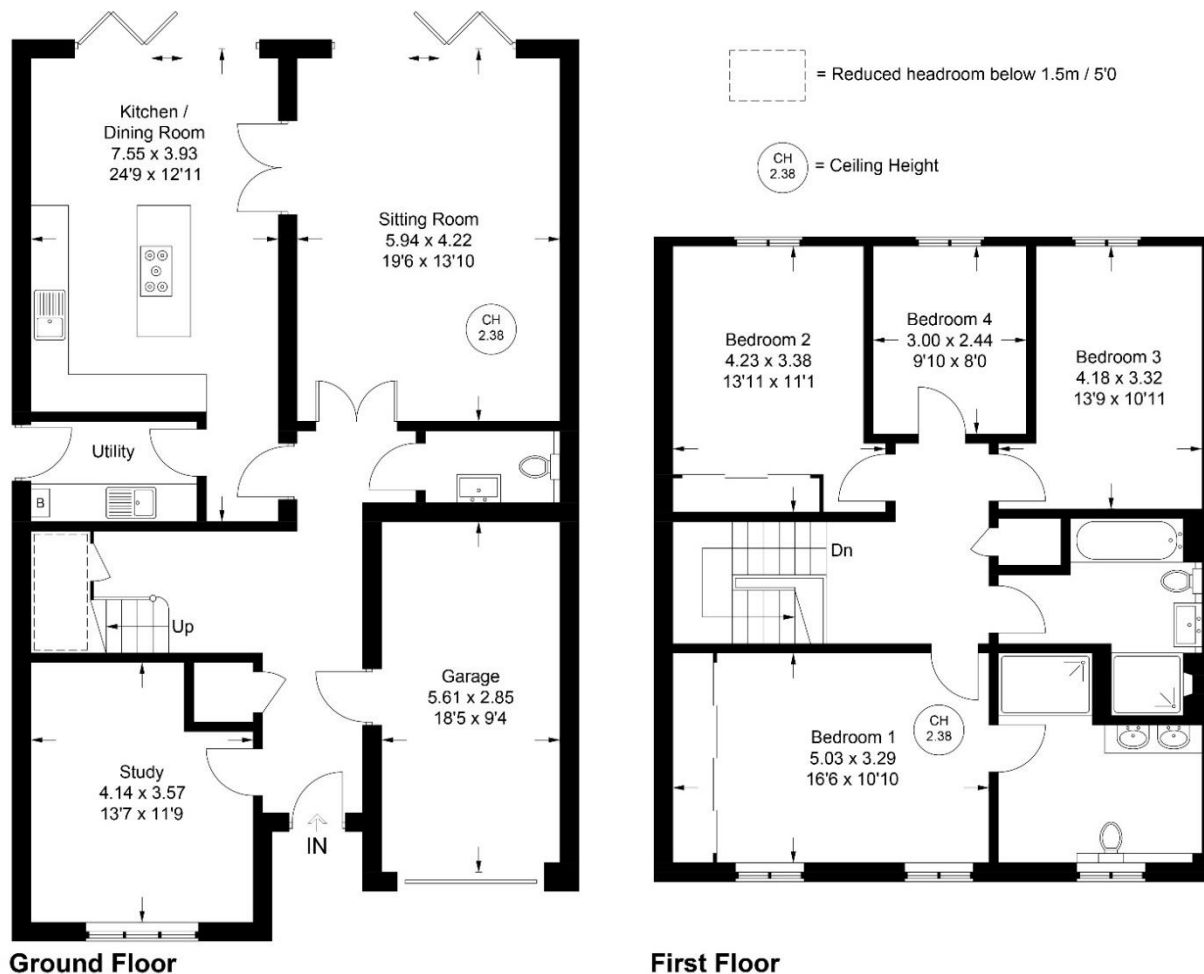 Kitchen /
Dining Room
7.55 x 3.93
24'9 x 12'11
Sitting Room
5.94 x 4.22
19'6 x 13'10
CH
2.38
Utility
B
Up
Study
4.14 x 3.57
13'7 x 11'9
IN
Garage
5.61 x 2.85
18'5 x 9'4
Ground Floor
= Reduced headroom below 1.5m / 5'0
CH
2.38
= Ceiling Height
Bedroom 2
4.23 x 3.38
13'11 x 11'1
Bedroom 4
3.00 x 2.44
9'10 x 8'0
Bedroom 3
4.18 x 3.32
13'9 x 10'11
Dn
Bedroom 1
5.03 x 3.29
16'6 x 10'10
CH
2.38
First Floor